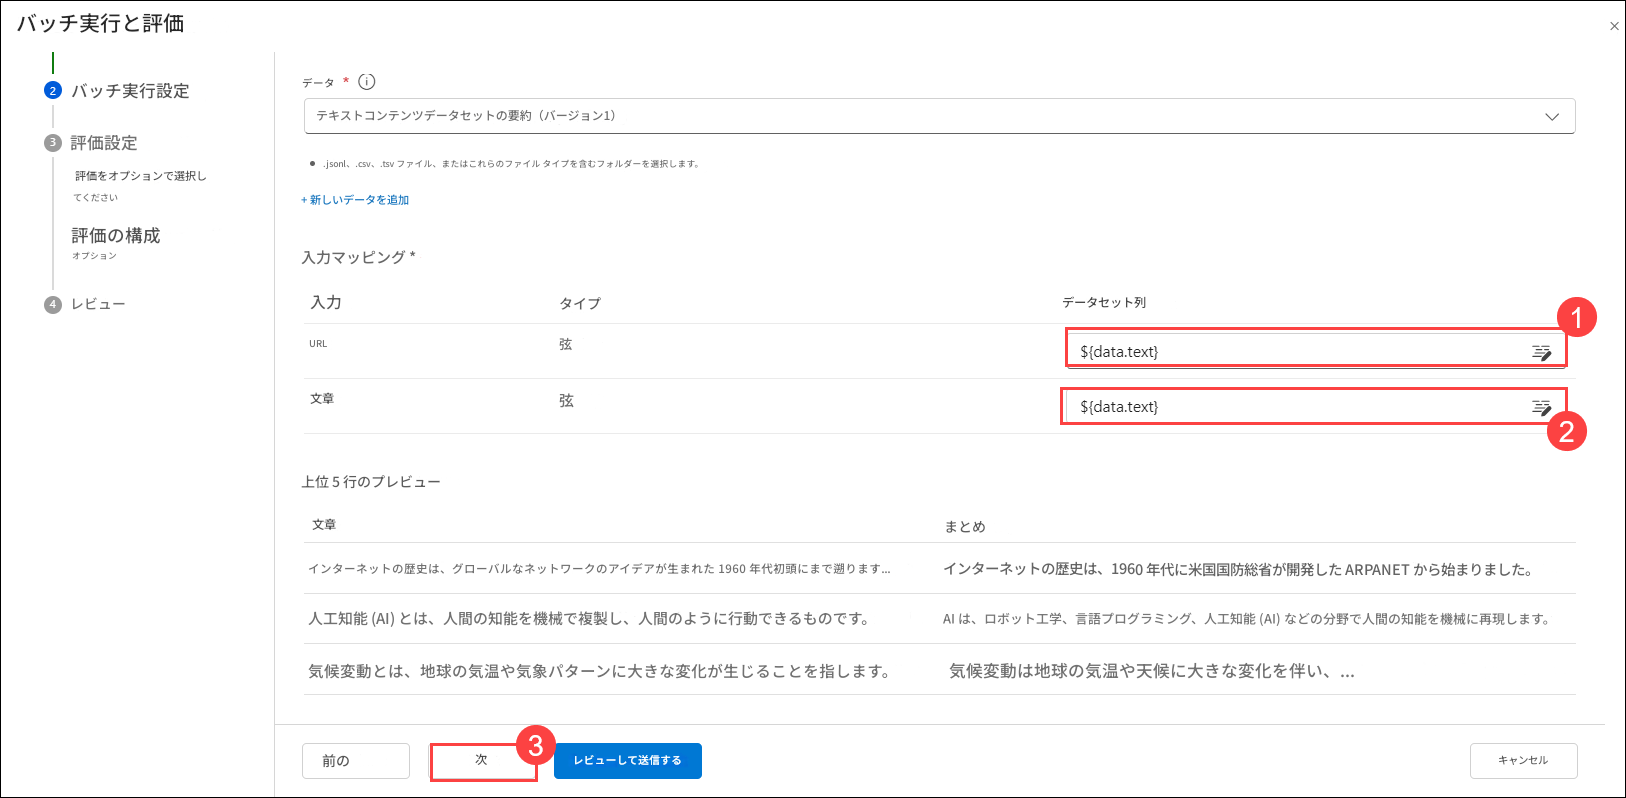 バッチ実行と評価
×
2 バッチ実行設定
3 評価設定
評価をオプションで選択し
てください
評価の構成
オプション
4 レビュー
データ *
テキストコンテンツデータセットの要約（バージョン1）
.jsonl、.csv、.tsv ファイル、またはこれらのファイル タイプを含むフォルダーを選択します。
+ 新しいデータを追加
入力マッピング *
入力 タイプ データセット列
1
URL 弦 ${data.text}
文章 弦 ${data.text}
2
上位 5 行のプレビュー
文章 まとめ
インターネットの歴史は、グローバルなネットワークのアイデアが生まれた 1960 年代初頭にまで遡ります... インターネットの歴史は、1960 年代に米国国防総省が開発した ARPANET から始まりました。
人工知能 (AI) とは、人間の知能を機械で複製し、人間のように行動できるものです。 AI は、ロボット工学、言語プログラミング、人工知能 (AI) などの分野で人間の知能を機械に再現します。
気候変動とは、地球の気温や気象パターンに大きな変化が生じることを指します。 気候変動は地球の気温や天候に大きな変化を伴い、...
3
前の 次 レビューして送信する キャンセル